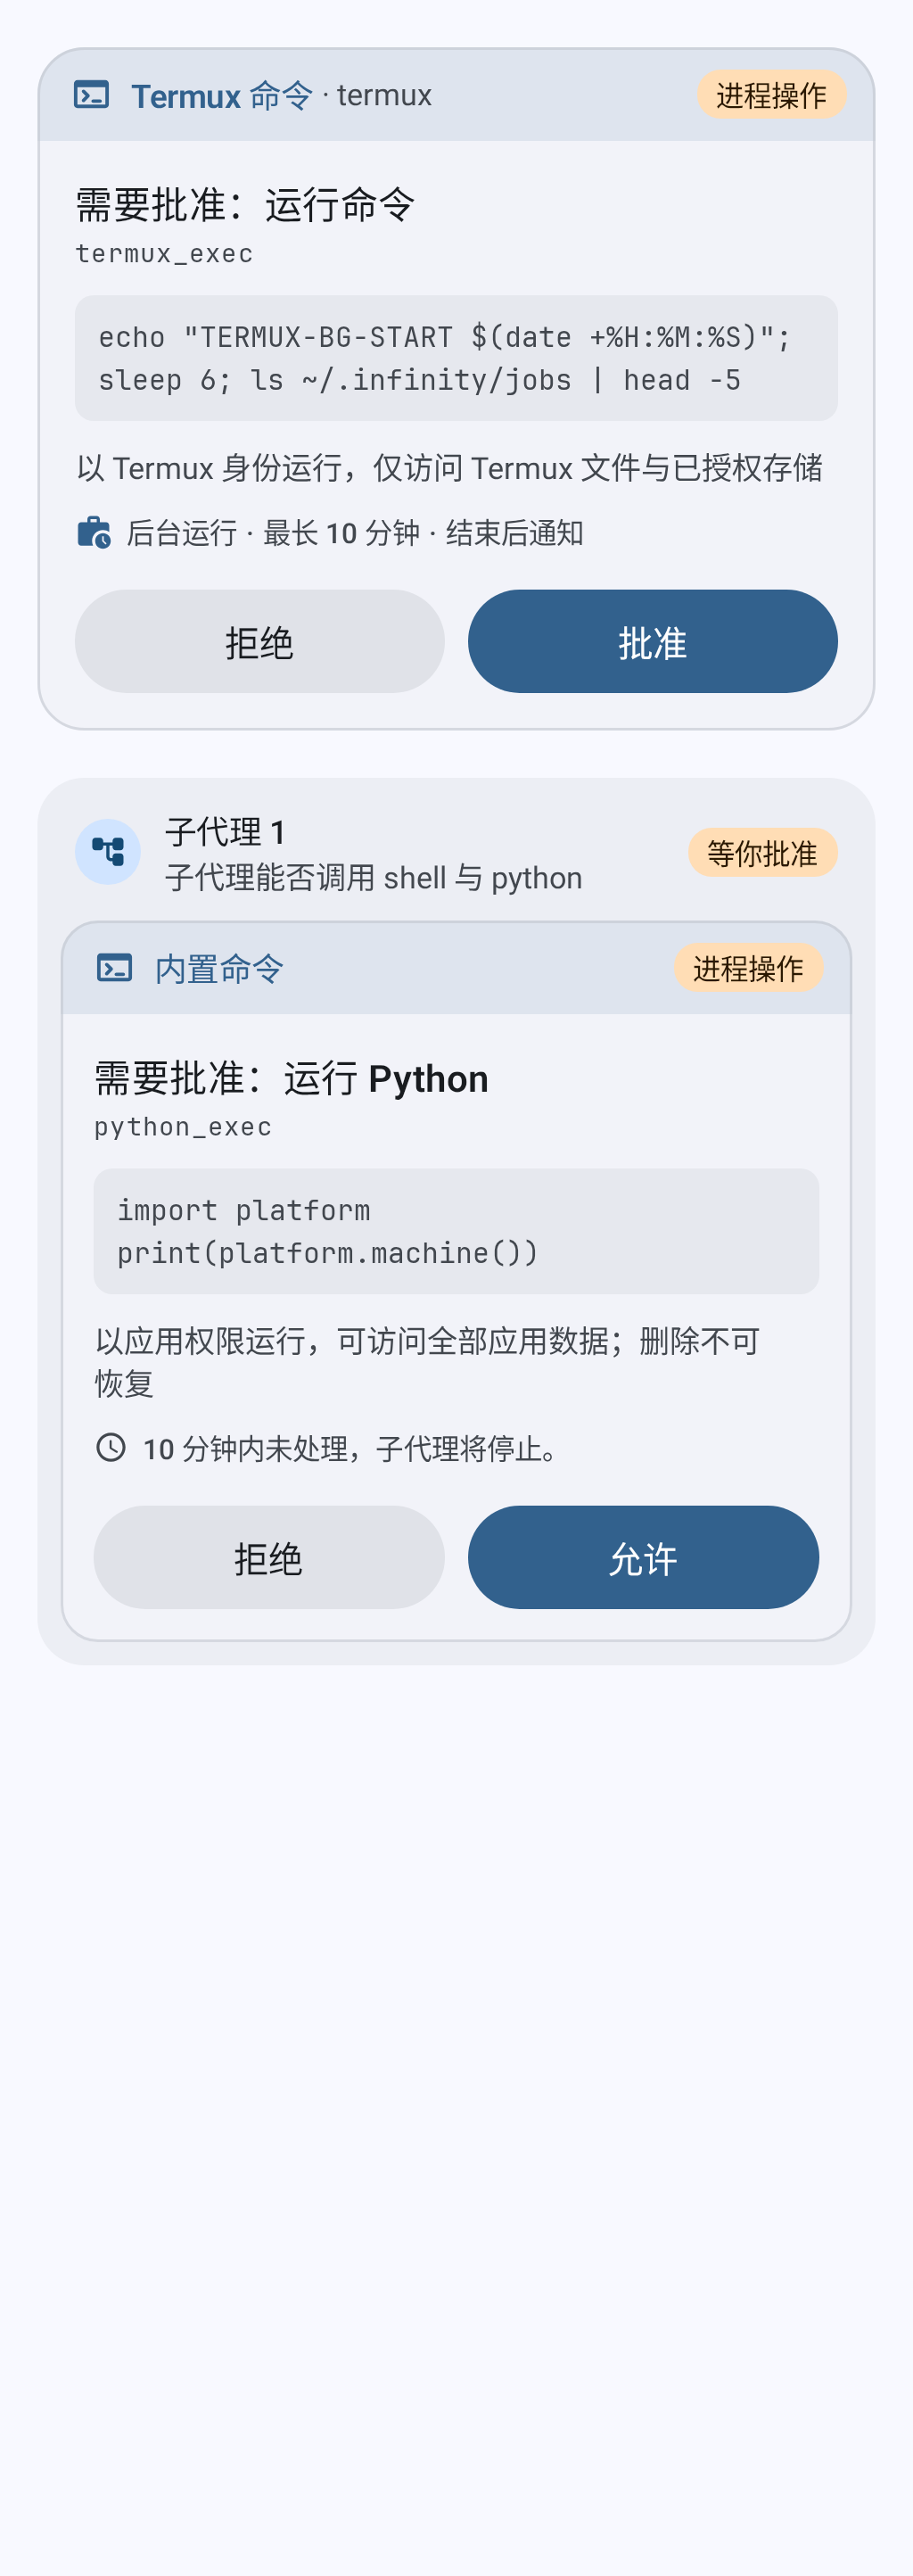 Termux 命令 · termux
进程操作
需要批准：运行命令
termux_exec
echo "TERMUX-BG-START $(date +%H:%M:%S)";
sleep 6; ls ~/.infinity/jobs | head -5
以 Termux 身份运行，仅访问 Termux 文件与已授权存储
后台运行 · 最长 10 分钟 · 结束后通知
拒绝
批准
子代理 1
子代理能否调用 shell 与 python
等你批准
内置命令
进程操作
需要批准：运行 Python
python_exec
import platform
print(platform.machine())
以应用权限运行，可访问全部应用数据；删除不可
恢复
10 分钟内未处理，子代理将停止。
拒绝
允许